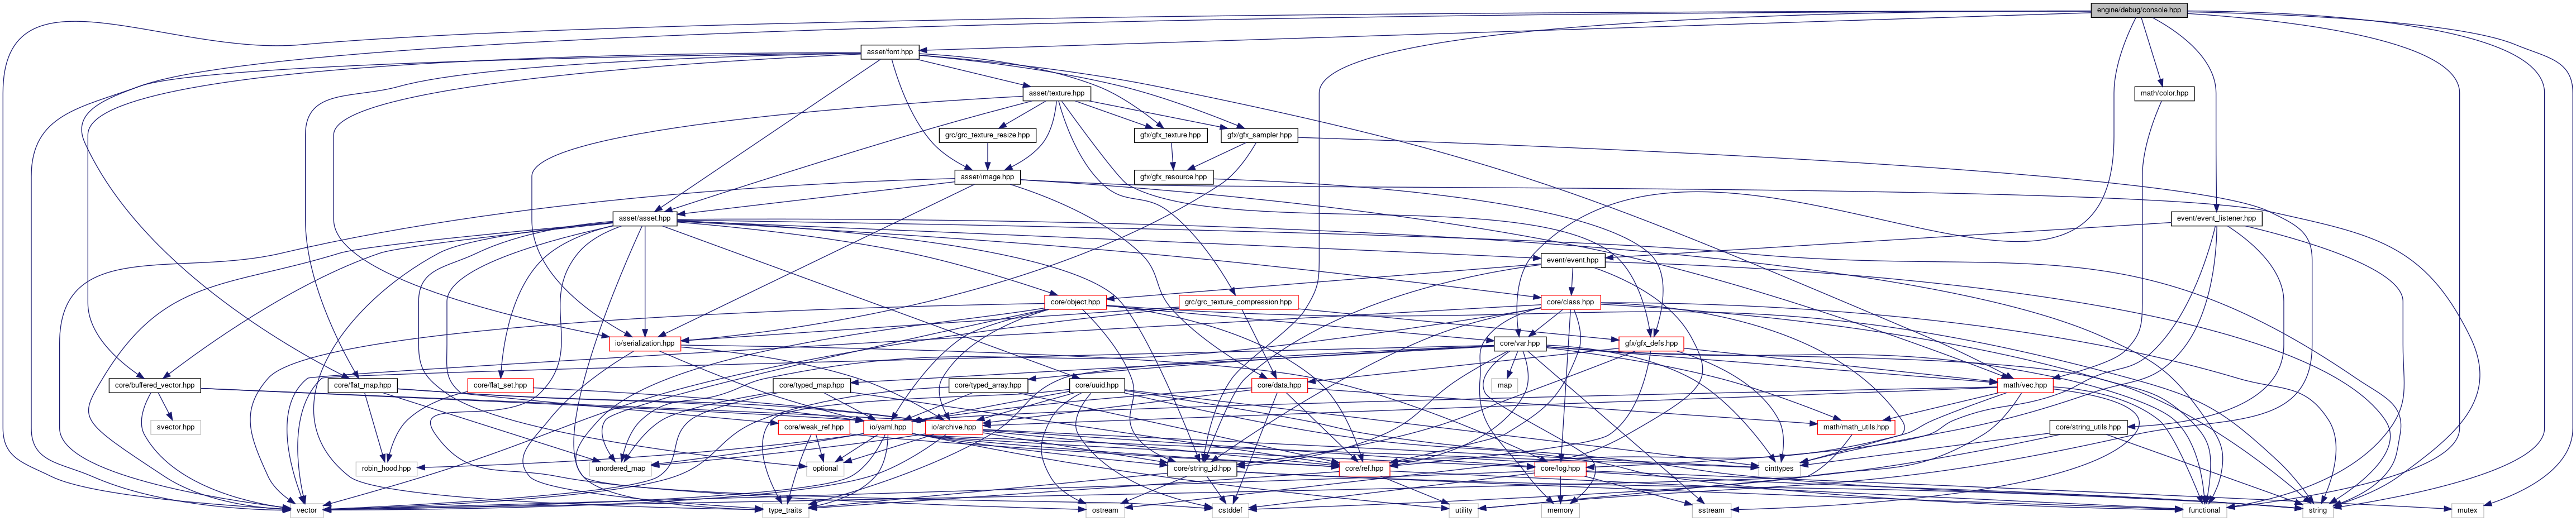 engine/debug/console.hpp
asset/font.hpp
asset/texture.hpp
math/color.hpp
grc/grc_texture_resize.hpp
gfx/gfx_texture.hpp
gfx/gfx_sampler.hpp
asset/image.hpp
gfx/gfx_resource.hpp
asset/asset.hpp
event/event_listener.hpp
event/event.hpp
core/object.hpp
grc/grc_texture_compression.hpp
core/class.hpp
io/serialization.hpp
core/var.hpp
gfx/gfx_defs.hpp
core/buffered_vector.hpp
core/flat_map.hpp
core/flat_set.hpp
core/typed_map.hpp
core/typed_array.hpp
core/uuid.hpp
map
core/data.hpp
math/vec.hpp
svector.hpp
core/weak_ref.hpp
io/yaml.hpp
io/archive.hpp
math/math_utils.hpp
core/string_utils.hpp
robin_hood.hpp
unordered_map
optional
core/string_id.hpp
core/ref.hpp
core/log.hpp
cinttypes
vector
type_traits
ostream
cstddef
utility
memory
sstream
functional
string
mutex